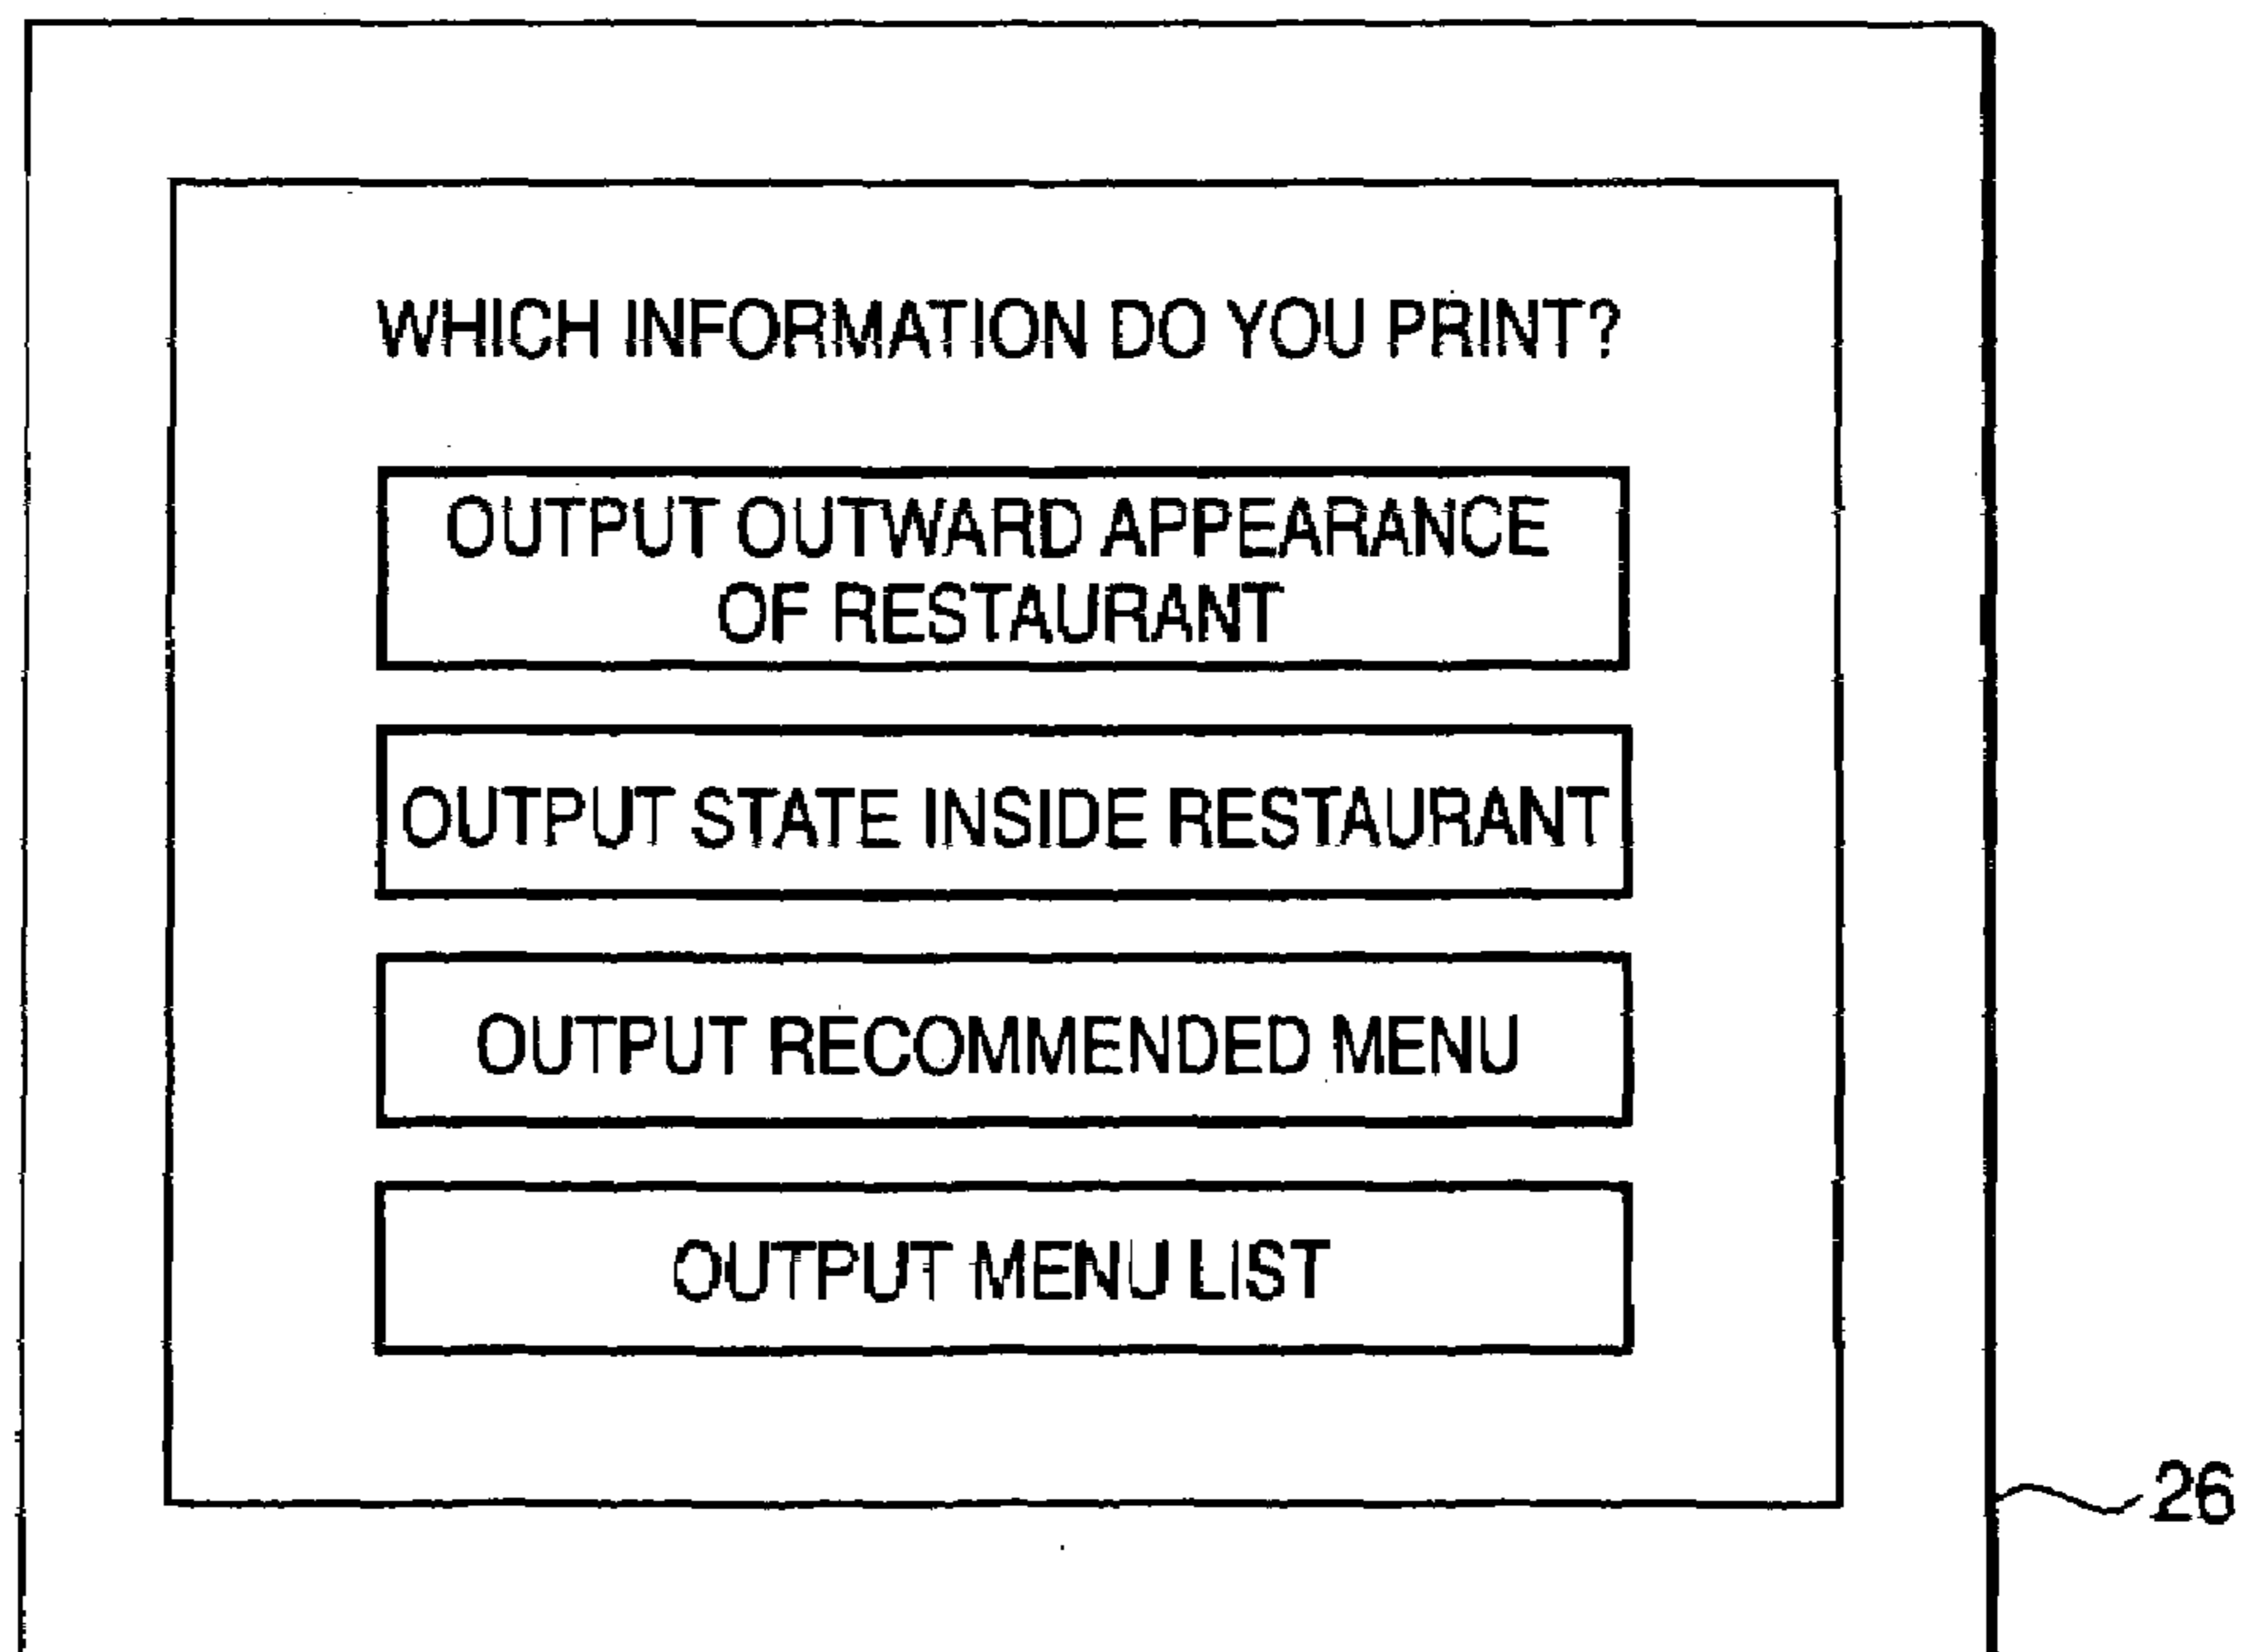 WHICH INFORMATION DO YOU PRINT?
OUTPUT OUTWARD APPEARANCE
OF RESTAURANT
OUTPUT STATE INSIDE RESTAURANT
OUTPUT RECOMMENDED MENU
OUTPUT MENU LIST
26